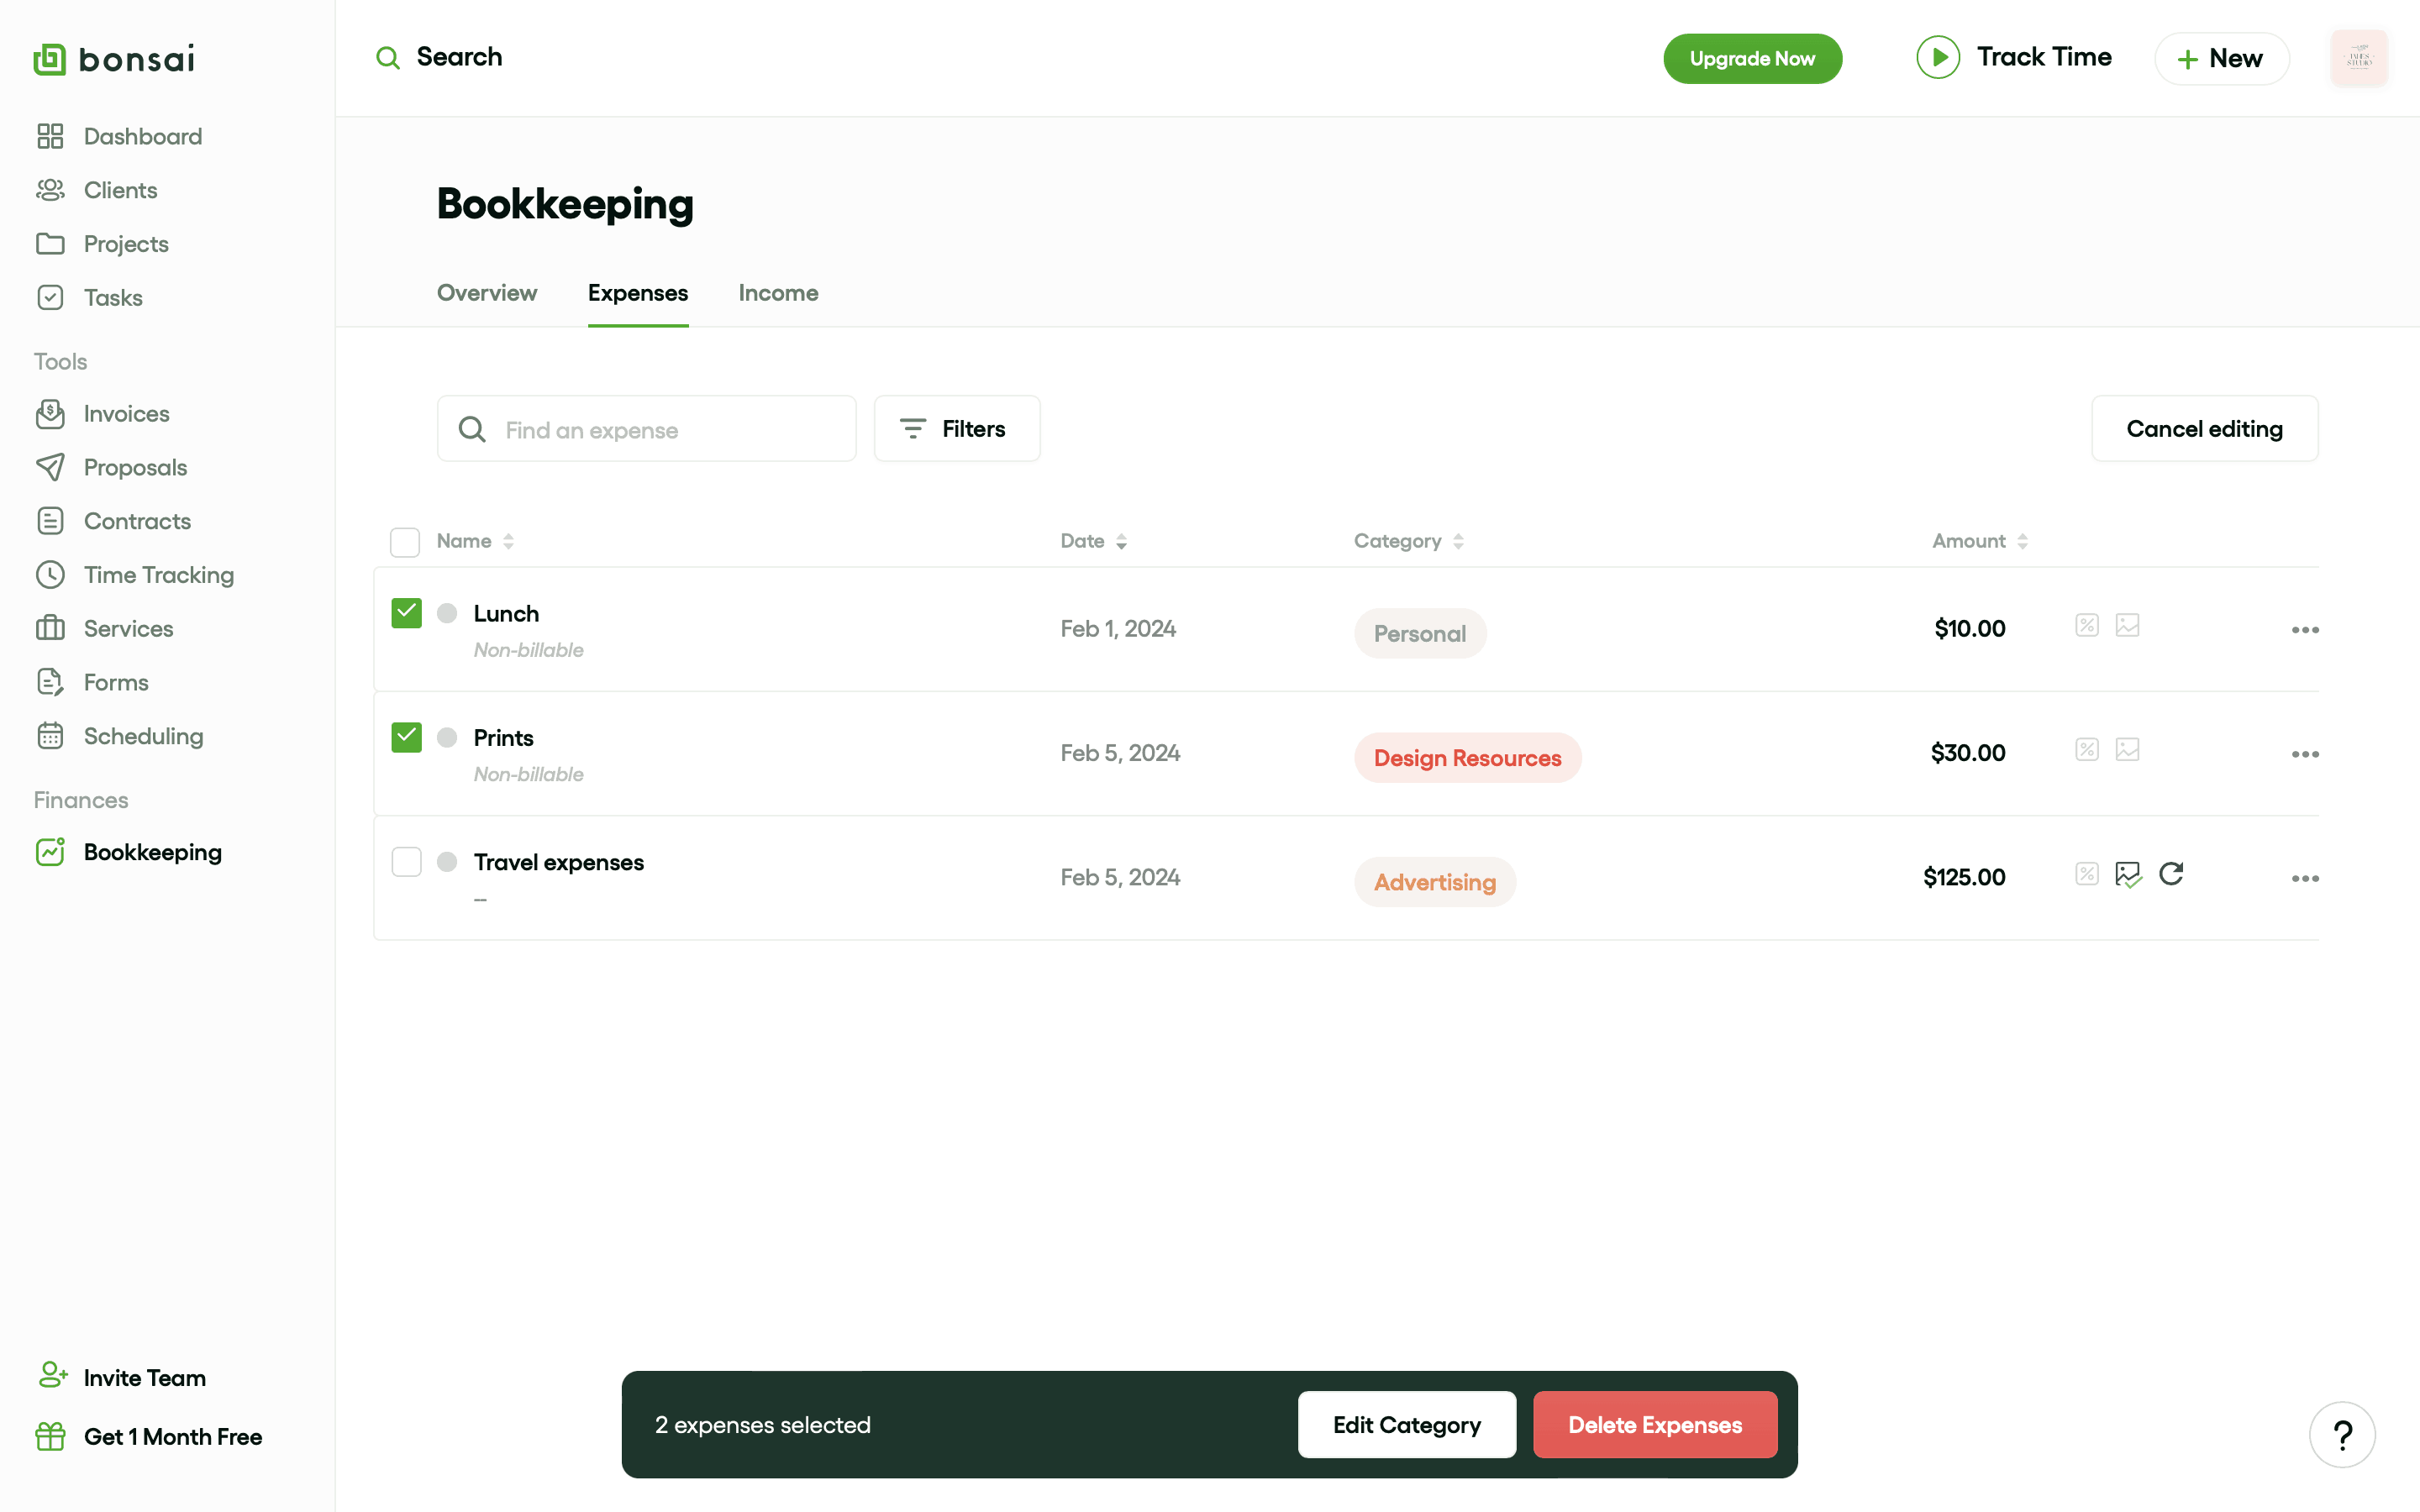 bonsai
Search
Upgrade Now
Track Time
New
Dashboard
Clients
Projects
Tasks
Tools
Invoices
Proposals
Contracts
Time Tracking
Services
Forms
Scheduling
Finances
Bookkeeping
Invite Team
Get 1 Month Free
Bookkeeping
Overview Expenses Income
Find an expense
Filters
Cancel editing
Name Date Category Amount
Lunch Feb 1, 2024 Personal $10.00
Non-billable
Prints Feb 5, 2024 Design Resources $30.00
Non-billable
Travel expenses Feb 5, 2024 Advertising $125.00
—
2 expenses selected
Edit Category
Delete Expenses
?